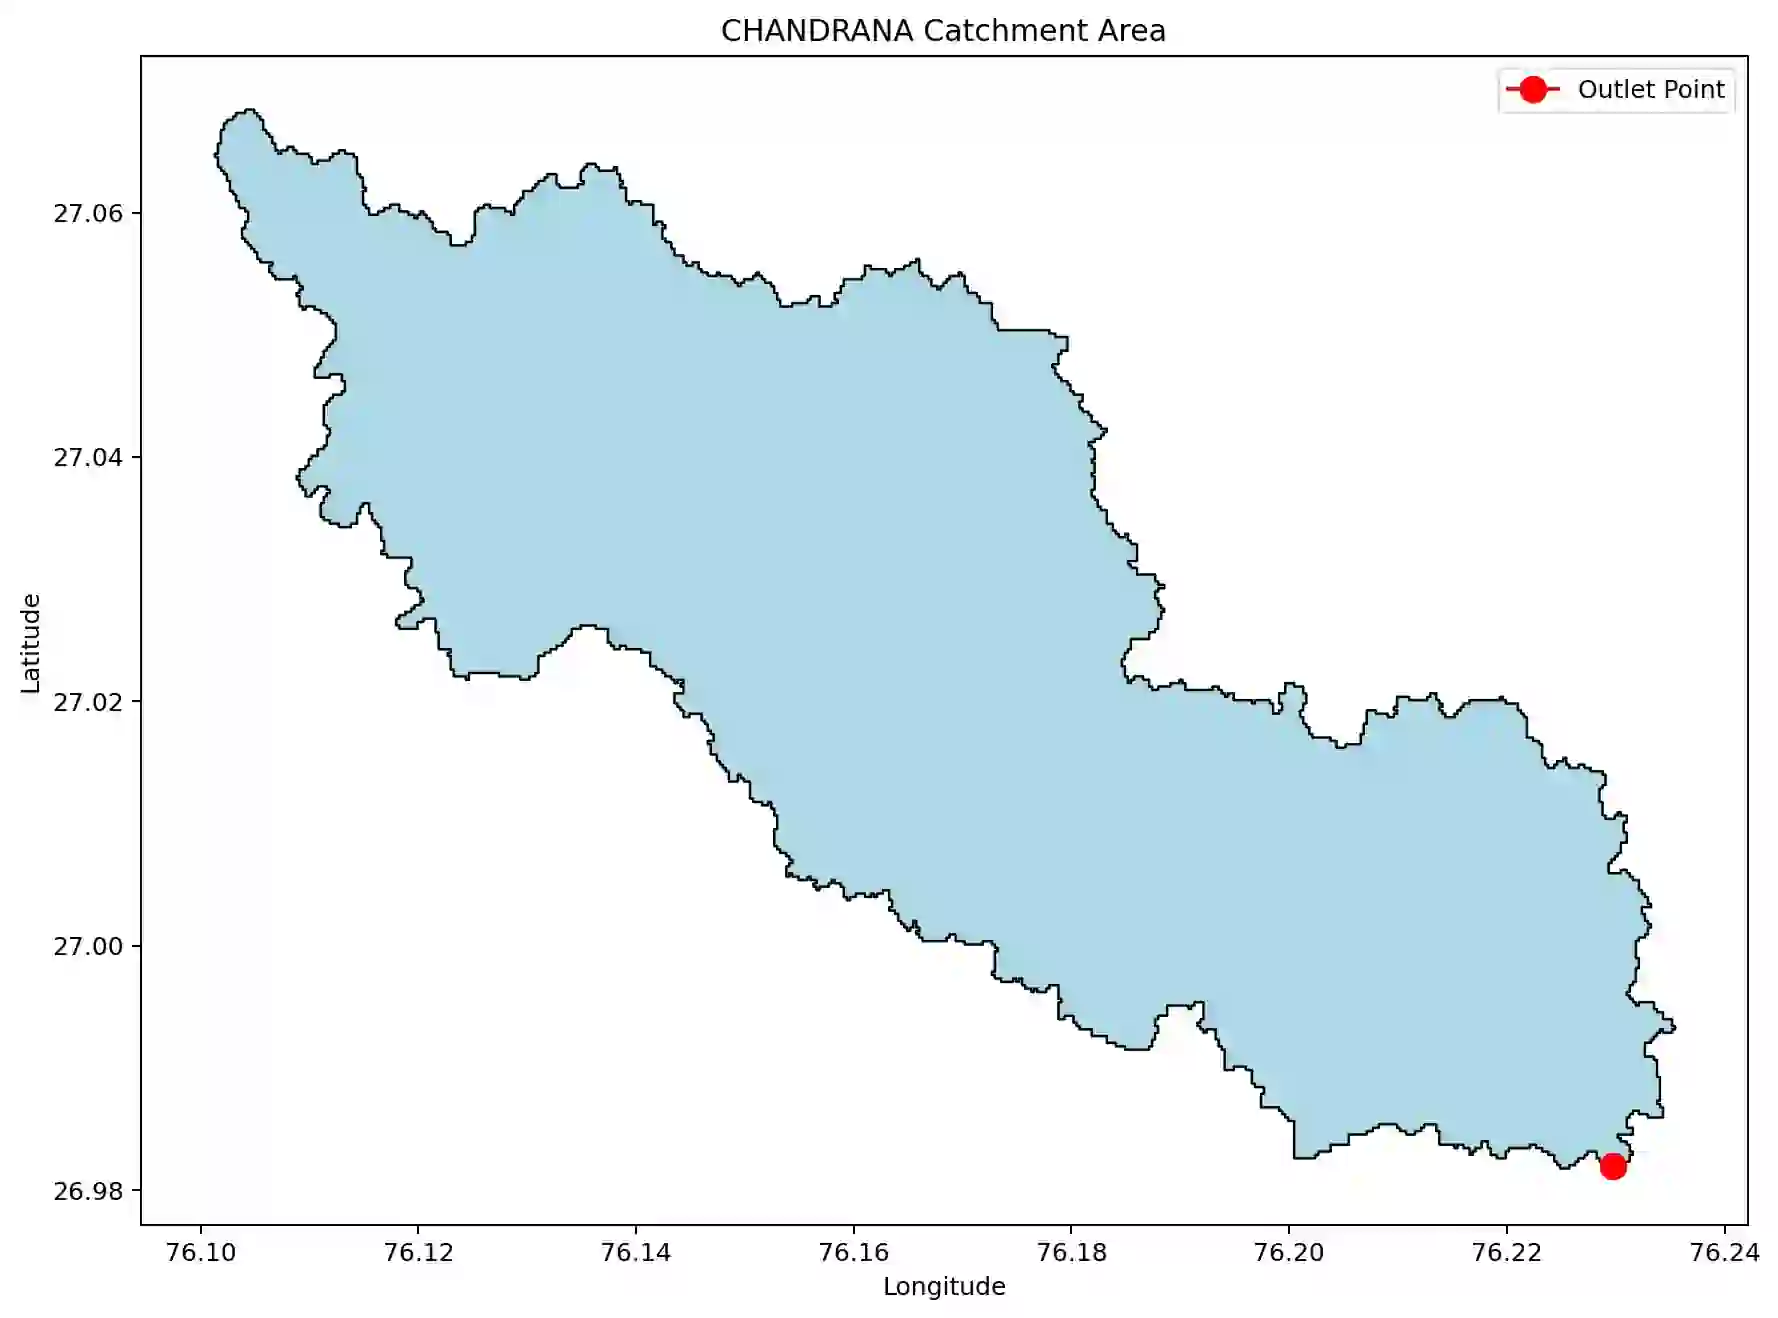 CHANDRANA Catchment Area
Outlet Point
27.06
27.04
27.02
27.00
26.98
Latitude
76.10 76.12 76.14 76.16 76.18 76.20 76.22 76.24
Longitude